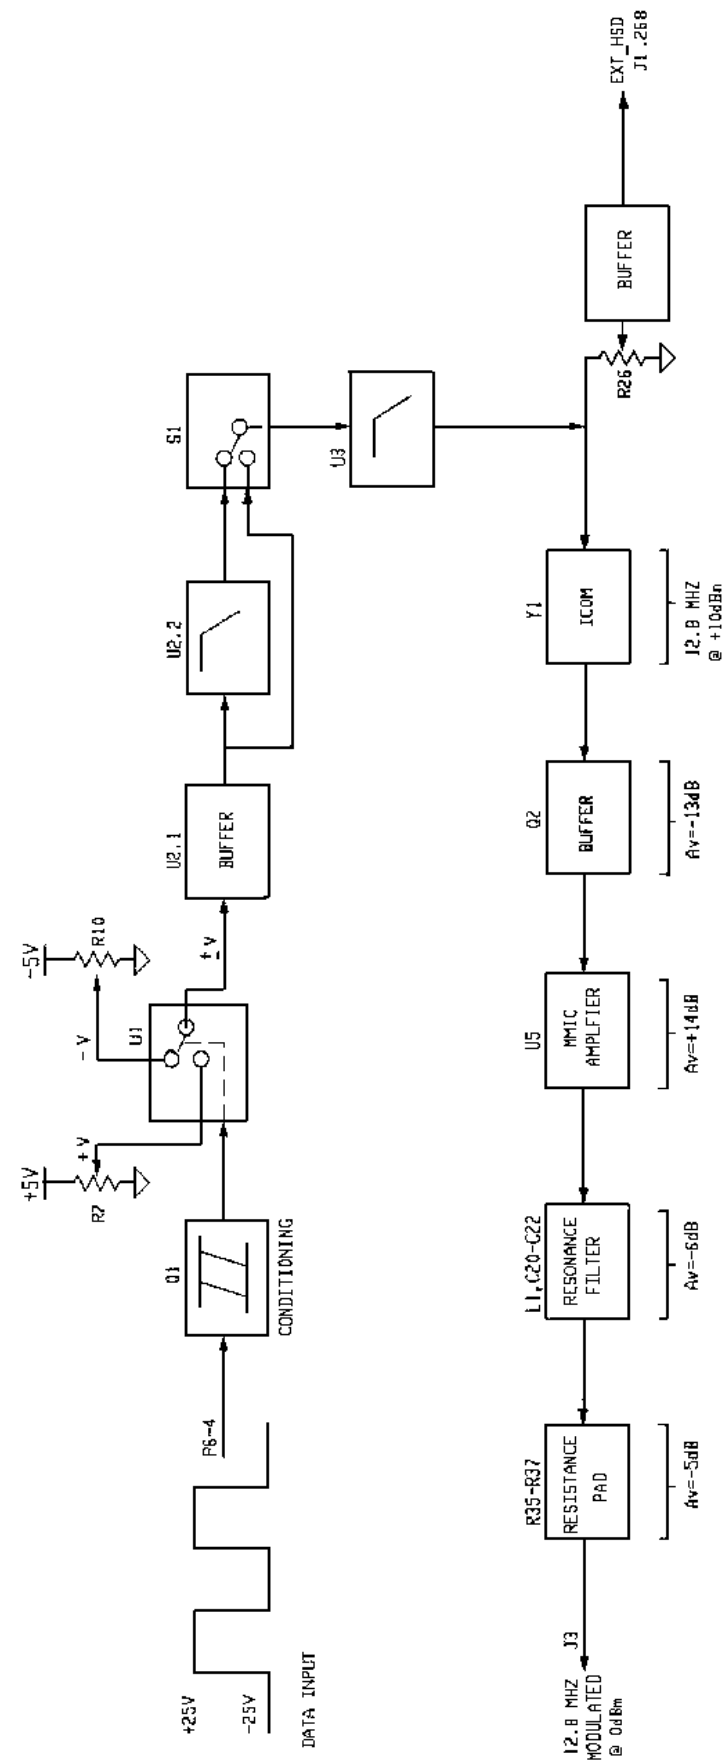 +25V
-25V
DATA INPUT
P6-4
Q1
CONDITIONING
+5V
R7
+V
U1
-V
-5V
R10
±V
U2.1
BUFFER
U2.2
S1
U3
R26
BUFFER
EXT_HSD
J1.26B
Y1
ICOM
12.8 MHZ
@ +10dBm
Q2
BUFFER
Av=-13dB
U5
MMIC
AMPLFIER
Av=+14dB
L1,C20-C22
RESONANCE
FILTER
Av=-6dB
R35-R37
RESISTANCE
PAD
Av=-5dB
J3
12.8 MHZ
MODULATED
@ 0dBm